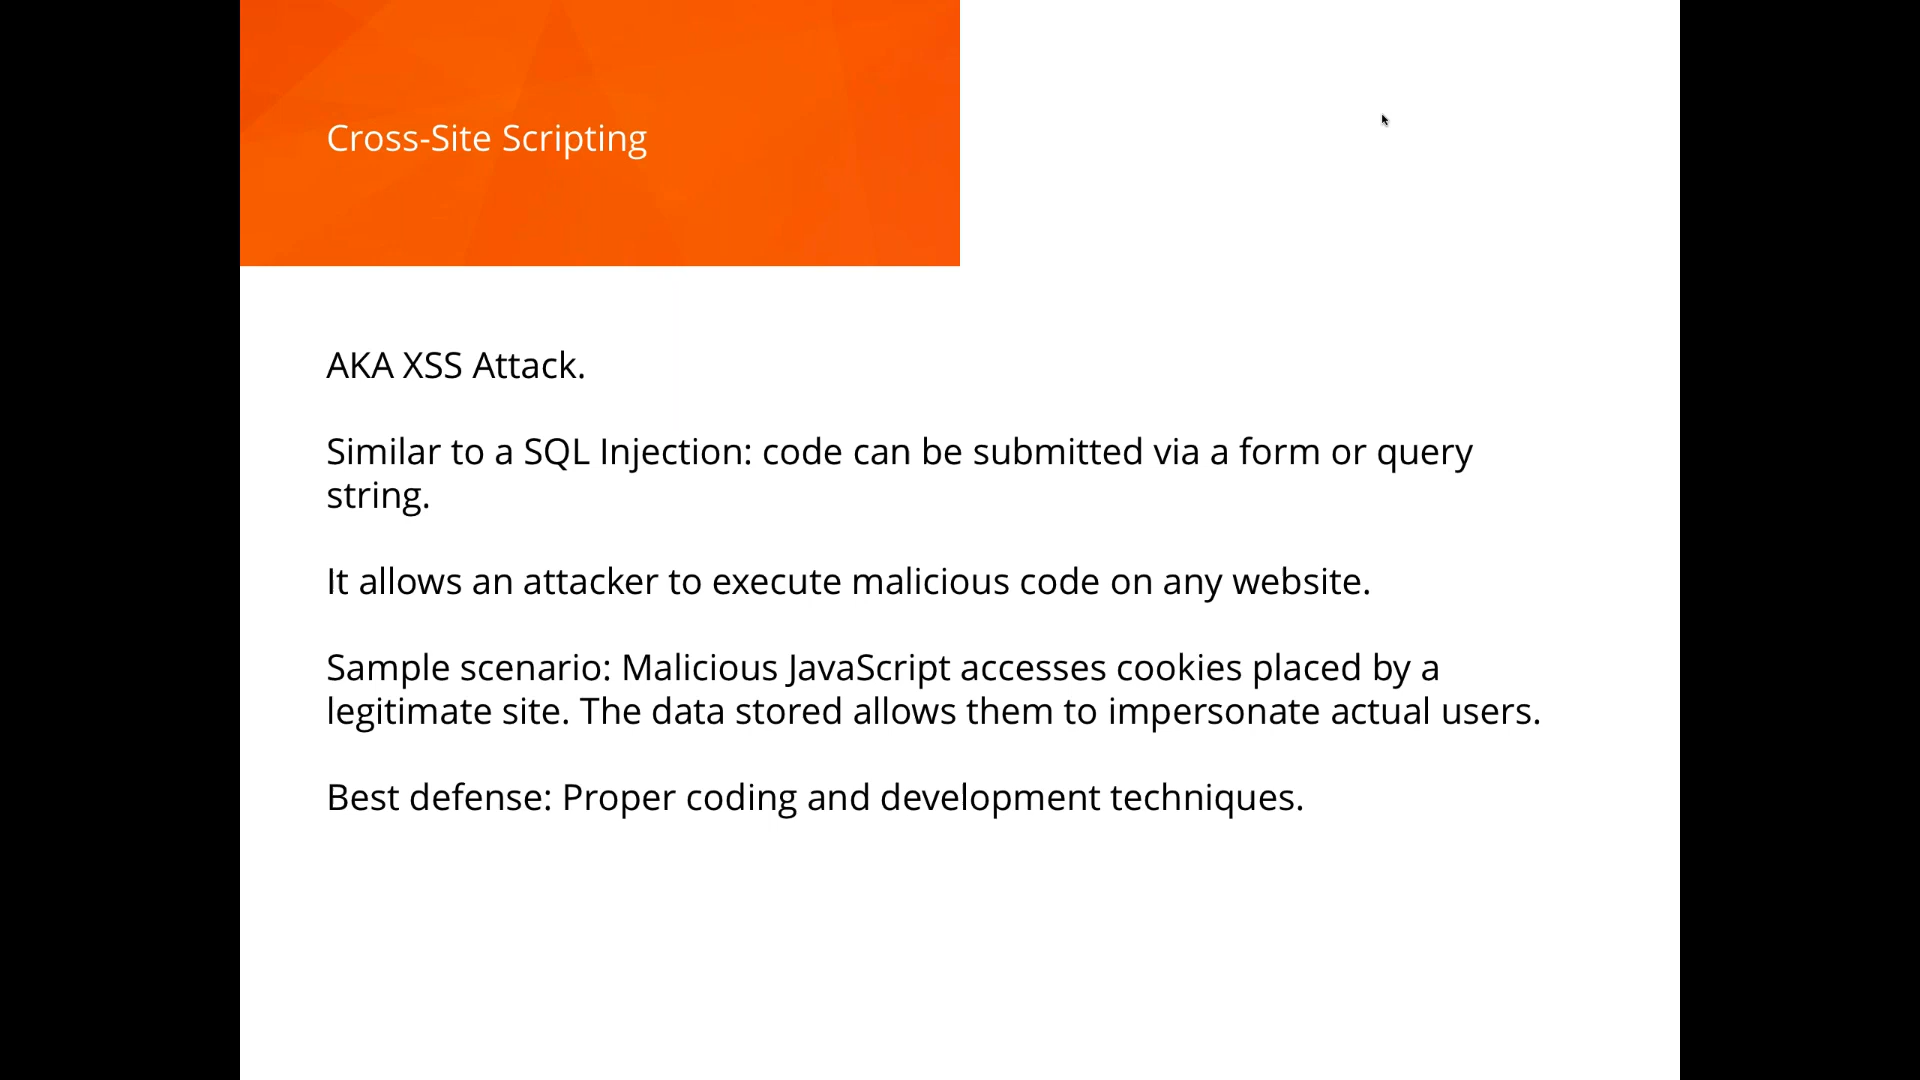 Cross-Site Scripting
AKA XSS Attack.
Similar to a SQL Injection: code can be submitted via a form or query
string.
It allows an attacker to execute malicious code on any website.
Sample scenario: Malicious JavaScript accesses cookies placed by a
legitimate site. The data stored allows them to impersonate actual users.
Best defense: Proper coding and development techniques.